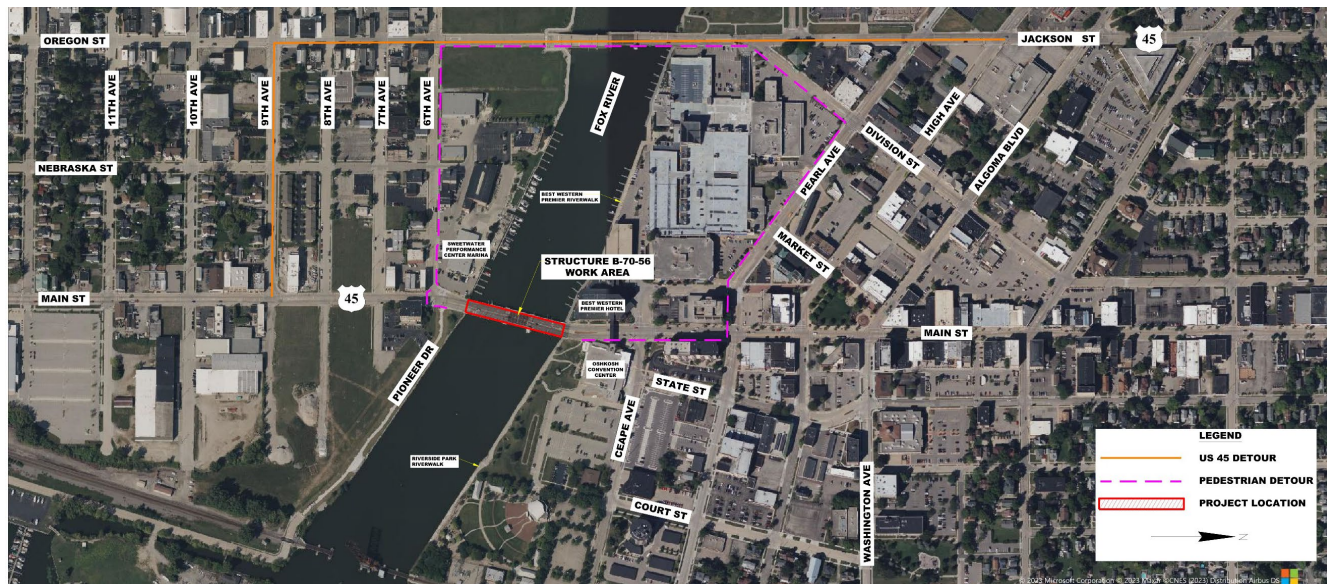 OREGON ST
JACKSON ST
45
11TH AVE
10TH AVE
9TH AVE
8TH AVE
7TH AVE
6TH AVE
FOX RIVER
HIGH AVE
DIVISION ST
ALGOMA BLVD
PEARL AVE
NEBRASKA ST
BEST WESTERN
PREMIER RIVERWALK
SWEETWATER
PERFORMANCE
CENTER MARINA
STRUCTURE B-70-56
WORK AREA
MARKET ST
MAIN ST
45
BEST WESTERN
PREMIER HOTEL
MAIN ST
PIONEER DR
OSHKOSH
CONVENTION
CENTER
STATE ST
CEAPE AVE
RIVERSIDE PARK
RIVERWALK
COURT ST
WASHINGTON AVE
LEGEND
US 45 DETOUR
PEDESTRIAN DETOUR
PROJECT LOCATION
N
© 2023 Microsoft Corporation © 2023 Maxar ©CNES (2023) Distribution Airbus DS